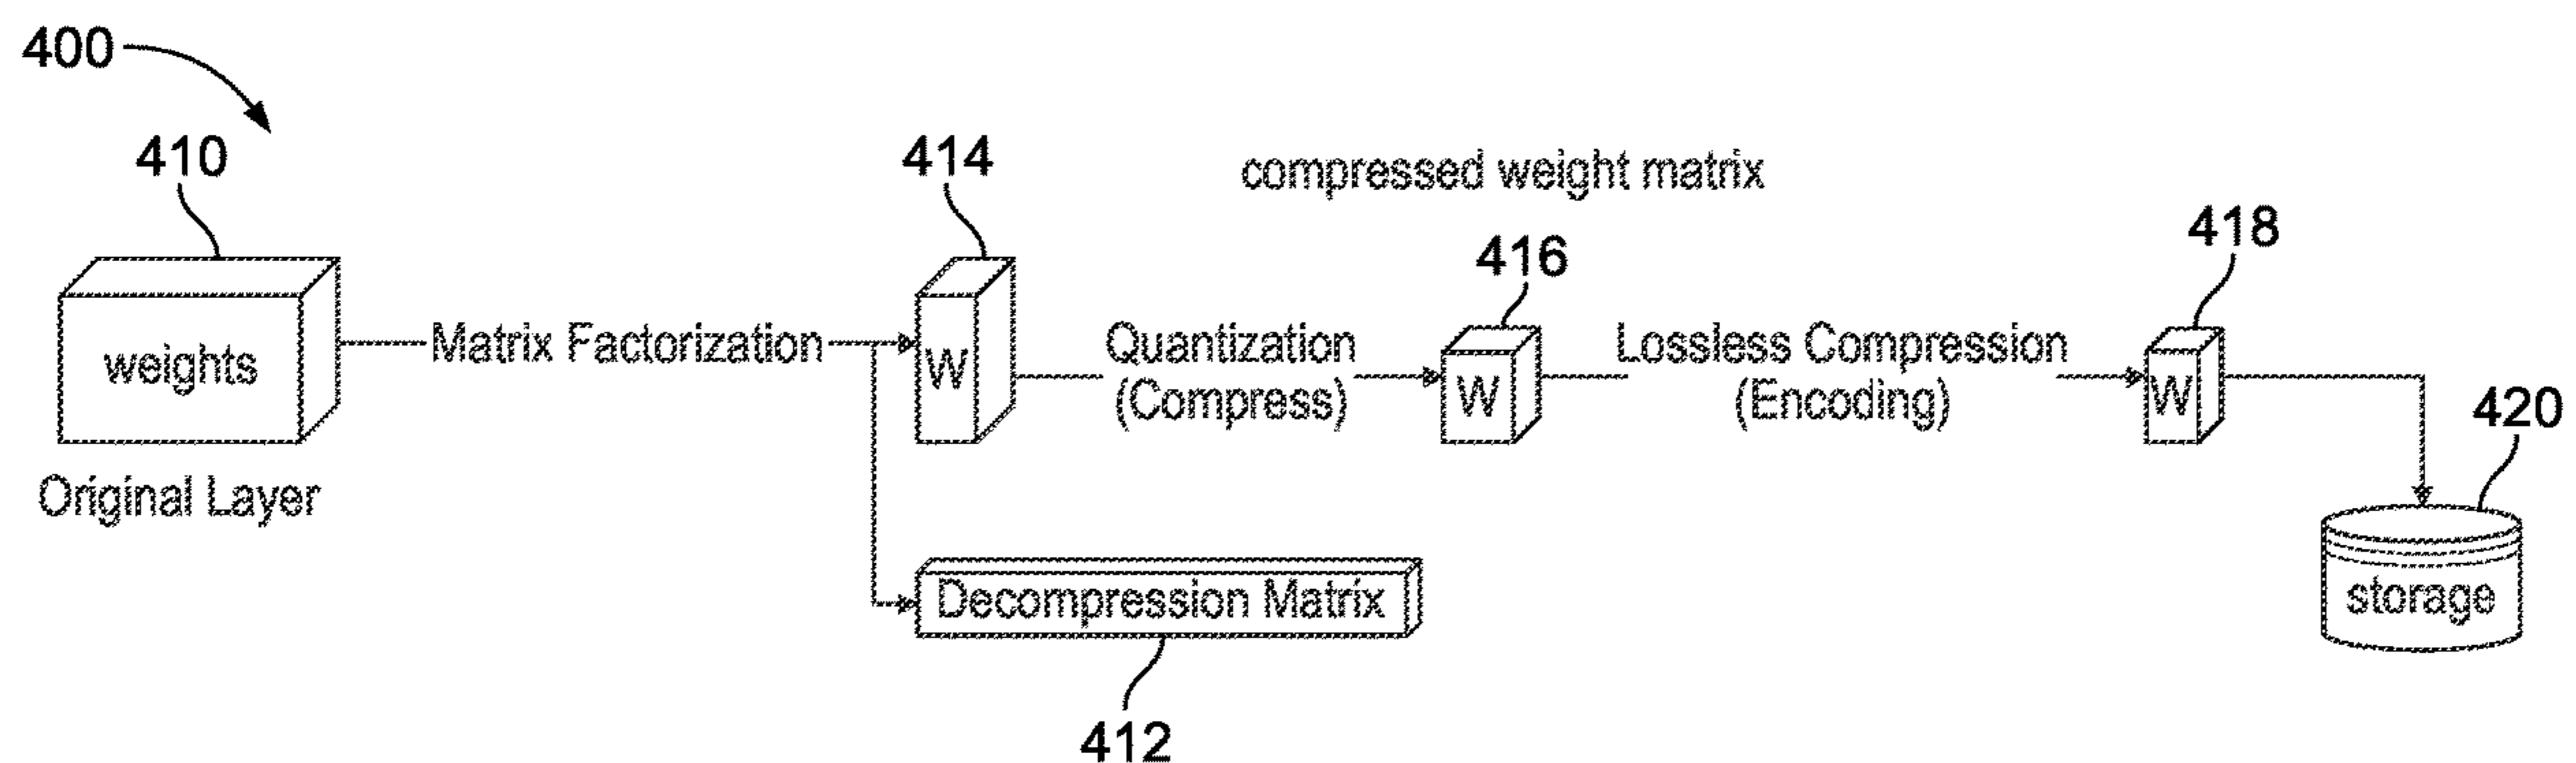 400
410
414
compressed weight matrix
416
418
weights
Matrix Factorization
W
Quantization
(Compress)
W
Lossless Compression
(Encoding)
W
420
Original Layer
Decompression Matrix
storage
412